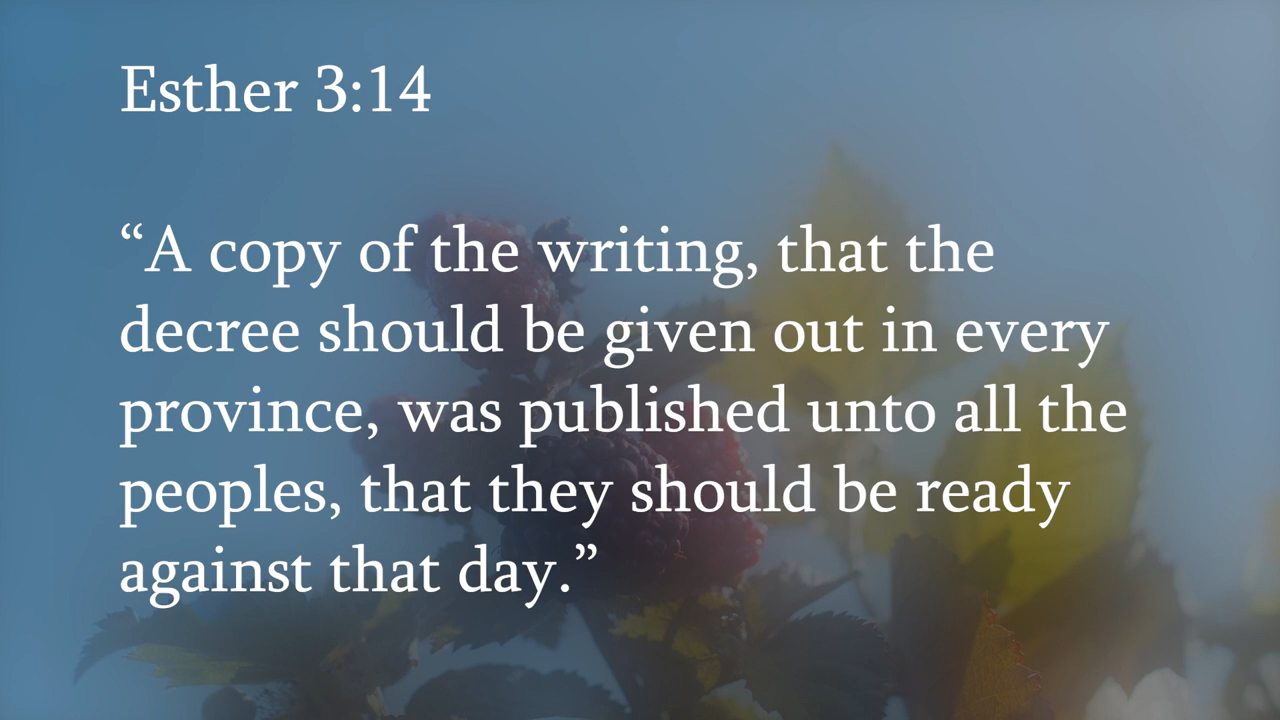 Esther 3:14
“A copy of the writing, that the
decree should be given out in every
province, was published unto all the
peoples, that they should be ready
against that day.”